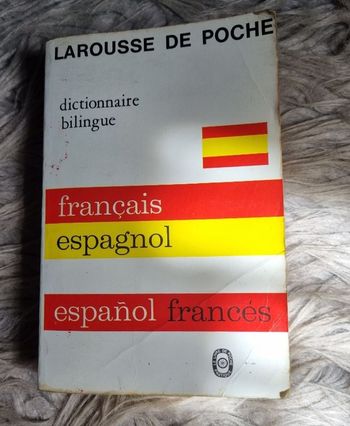 LAROUSSE DE POCHE
dictionnaire
bilingue
français
espagnol
español francés